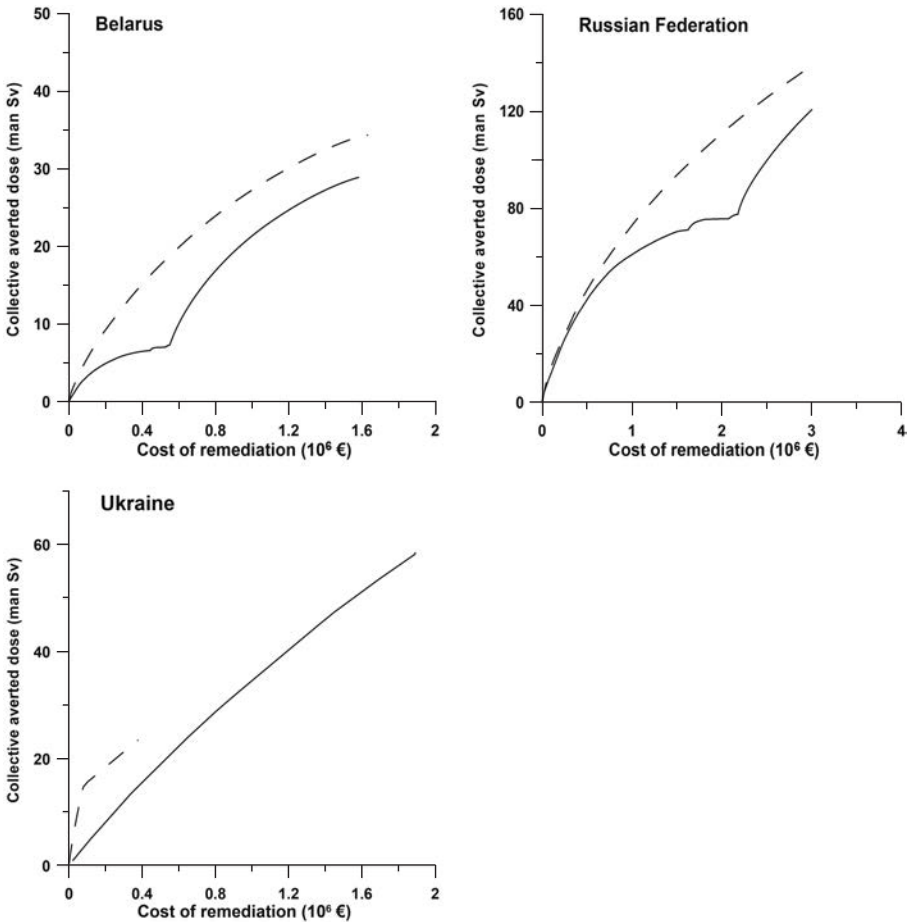 Belarus
50
40
30
20
10
0
Collective averted dose (man Sv)
0 0.4 0.8 1.2 1.6 2
Cost of remediation (10⁶ €)
Russian Federation
160
120
80
40
0
Collective averted dose (man Sv)
0 1 2 3 4
Cost of remediation (10⁶ €)
Ukraine
60
40
20
0
Collective averted dose (man Sv)
0 0.4 0.8 1.2 1.6 2
Cost of remediation (10⁶ €)